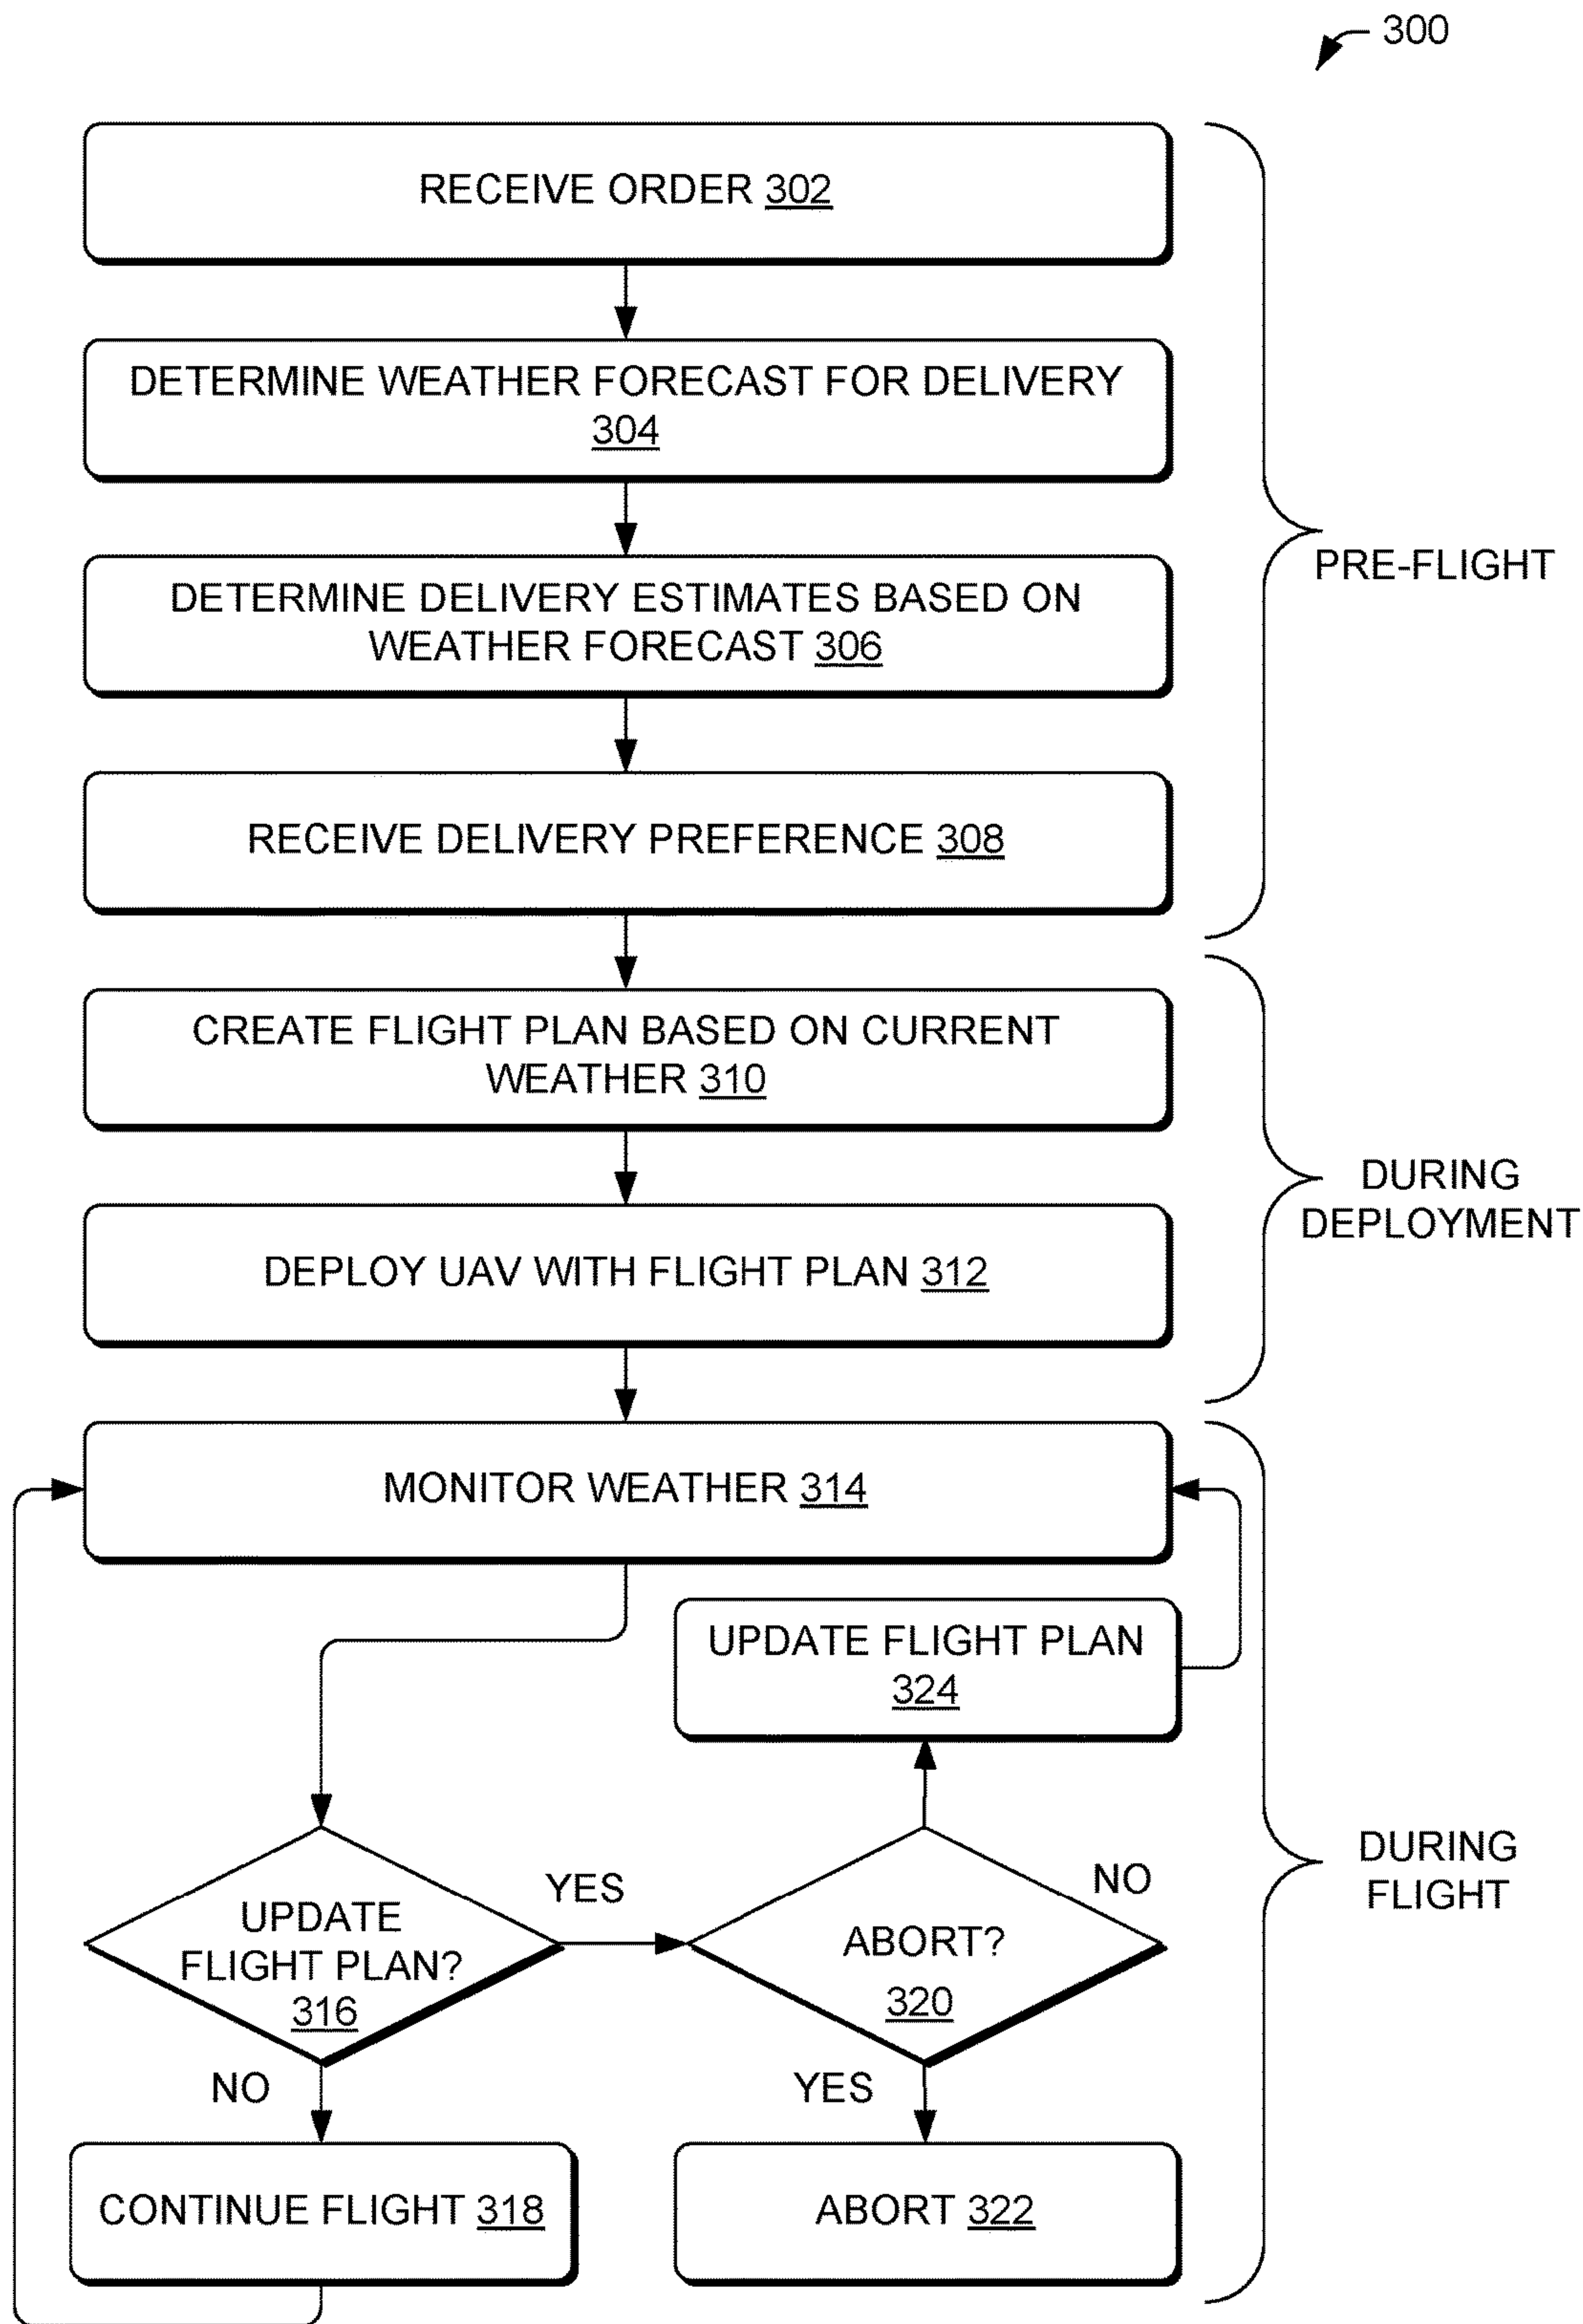 300
RECEIVE ORDER 302
DETERMINE WEATHER FORECAST FOR DELIVERY
304
DETERMINE DELIVERY ESTIMATES BASED ON
WEATHER FORECAST 306
PRE-FLIGHT
RECEIVE DELIVERY PREFERENCE 308
CREATE FLIGHT PLAN BASED ON CURRENT
WEATHER 310
DURING
DEPLOYMENT
DEPLOY UAV WITH FLIGHT PLAN 312
MONITOR WEATHER 314
UPDATE FLIGHT PLAN
324
DURING
FLIGHT
UPDATE
FLIGHT PLAN?
316
YES
ABORT?
320
NO
NO
YES
CONTINUE FLIGHT 318
ABORT 322